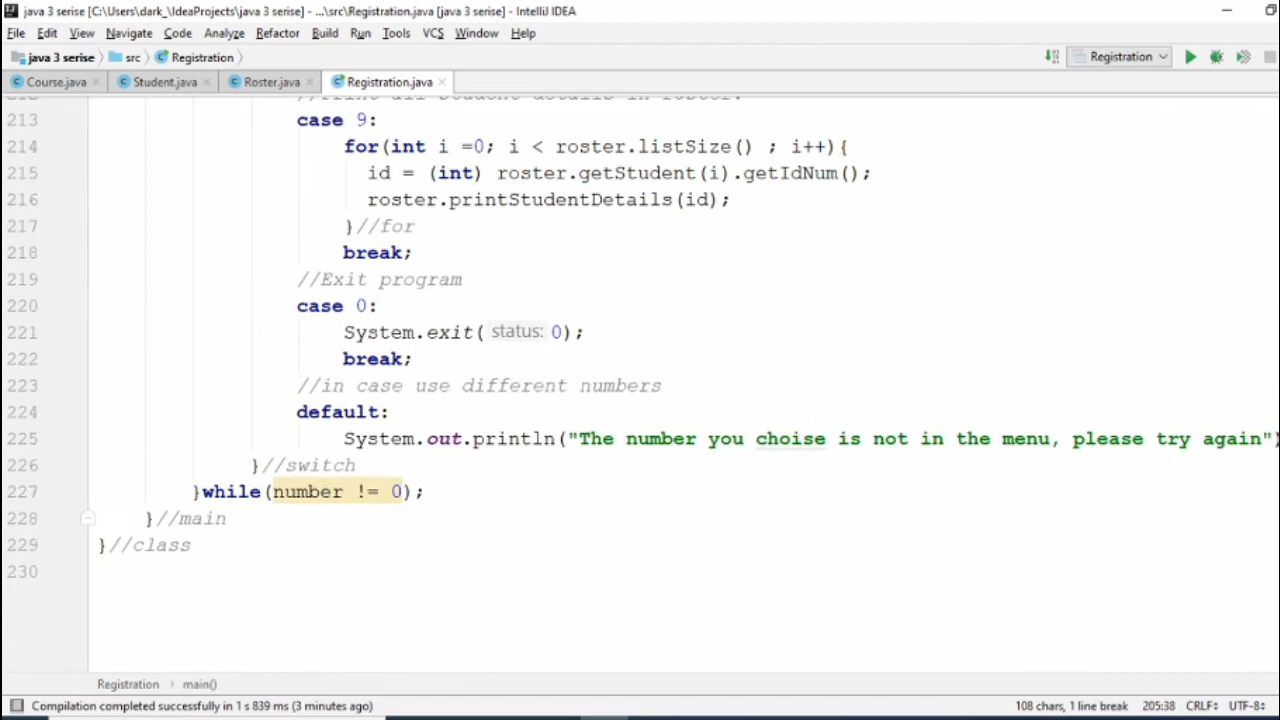 java 3 serise [C:\Users\dark_\IdeaProjects\java 3 serise] - ...\src\Registration.java [java 3 serise] - IntelliJ IDEA
File Edit View Navigate Code Analyze Refactor Build Run Tools VCS Window Help
java 3 serise src Registration Registration
Course.java Student.java Roster.java Registration.java
213 case 9:
214 for(int i =0; i < roster.listSize() ; i++){
215 id = (int) roster.getStudent(i).getIdNum();
216 roster.printStudentDetails(id);
217 }//for
218 break;
219 //Exit program
220 case 0:
221 System.exit( status: 0);
222 break;
223 //in case use different numbers
224 default:
225 System.out.println("The number you choise is not in the menu, please try again")
226 }//switch
227 }while(number != 0);
228 }//main
229 }//class
230
Registration main()
Compilation completed successfully in 1 s 839 ms (3 minutes ago) 108 chars, 1 line break 205:38 CRLF UTF-8